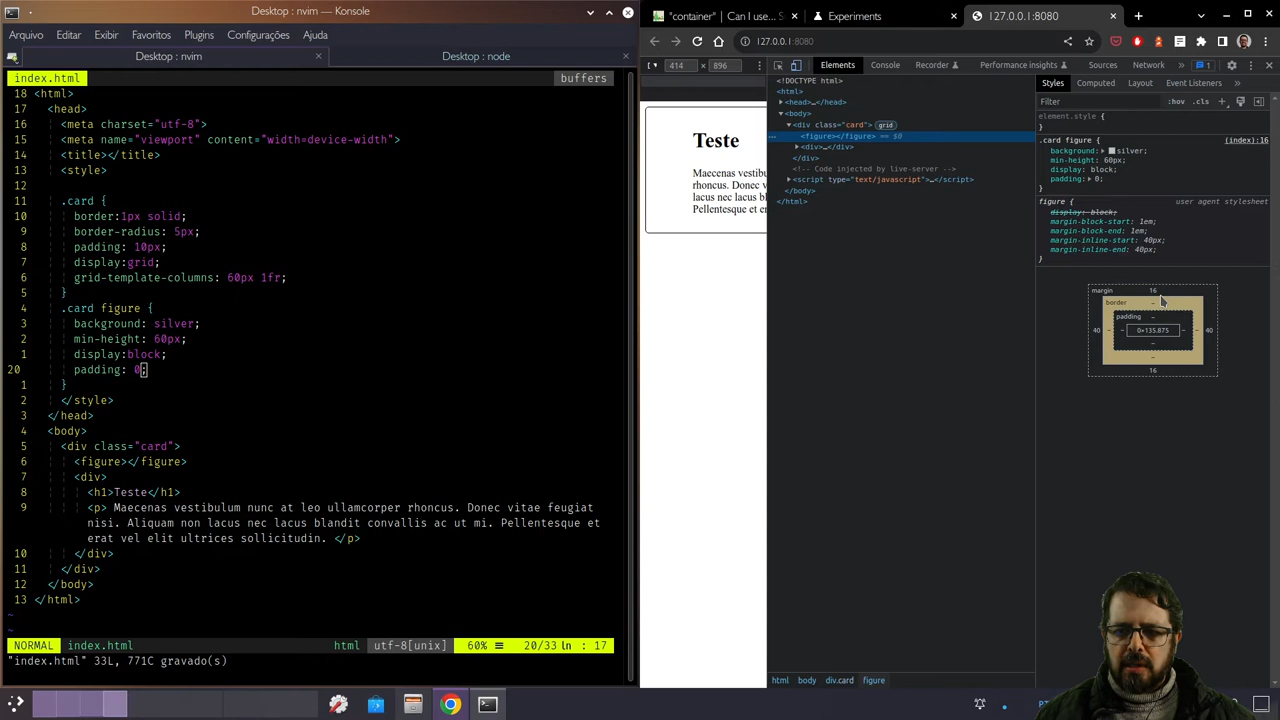 Desktop : nvim — Konsole
Arquivo Editar Exibir Favoritos Plugins Configurações Ajuda
Desktop : nvim
Desktop : node
index.html
buffers
18 <html>
17 <head>
16 <meta charset="utf-8">
15 <meta name="viewport" content="width=device-width">
14 <title></title>
13 <style>
12
11 .card {
10 border:1px solid;
9 border-radius: 5px;
8 padding: 10px;
7 display:grid;
6 grid-template-columns: 60px 1fr;
5 }
4 .card figure {
3 background: silver;
2 min-height: 60px;
1 display:block;
20 padding: 0;
1 }
2 </style>
3 </head>
4 <body>
5 <div class="card">
6 <figure></figure>
7 <div>
8 <h1>Teste</h1>
9 <p> Maecenas vestibulum nunc at leo ullamcorper rhoncus. Donec vitae feugiat
nisi. Aliquam non lacus nec lacus blandit convallis ac ut mi. Pellentesque et
erat vel elit ultrices sollicitudin. </p>
10 </div>
11 </div>
12 </body>
13 </html>
~
~
NORMAL index.html html utf-8[unix] 60% ☰ 20/33 ln : 17
"index.html" 33L, 771C gravado(s)
"container" | Can I use...
Experiments
127.0.0.1:8080
127.0.0.1:8080
414 × 896
Elements Console Recorder Performance insights Sources Network » 1
Teste
Maecenas vestibu
rhoncus. Donec v
lacus nec lacus bl
Pellentesque et er
<!DOCTYPE html>
<html>
<head>…</head>
<body>
<div class="card"> grid
<figure></figure> == $0
<div>…</div>
</div>
<!-- Code injected by live-server -->
<script type="text/javascript">…</script>
</body>
</html>
html body div.card figure
Styles Computed Layout Event Listeners »
Filter :hov .cls
element.style {
}
.card figure { (index):16
background: silver;
min-height: 60px;
display: block;
padding: 0;
}
figure { user agent stylesheet
display: block;
margin-block-start: 1em;
margin-block-end: 1em;
margin-inline-start: 40px;
margin-inline-end: 40px;
}
margin 16
border –
padding –
40 – – 0×135.875 – – 40
–
–
16